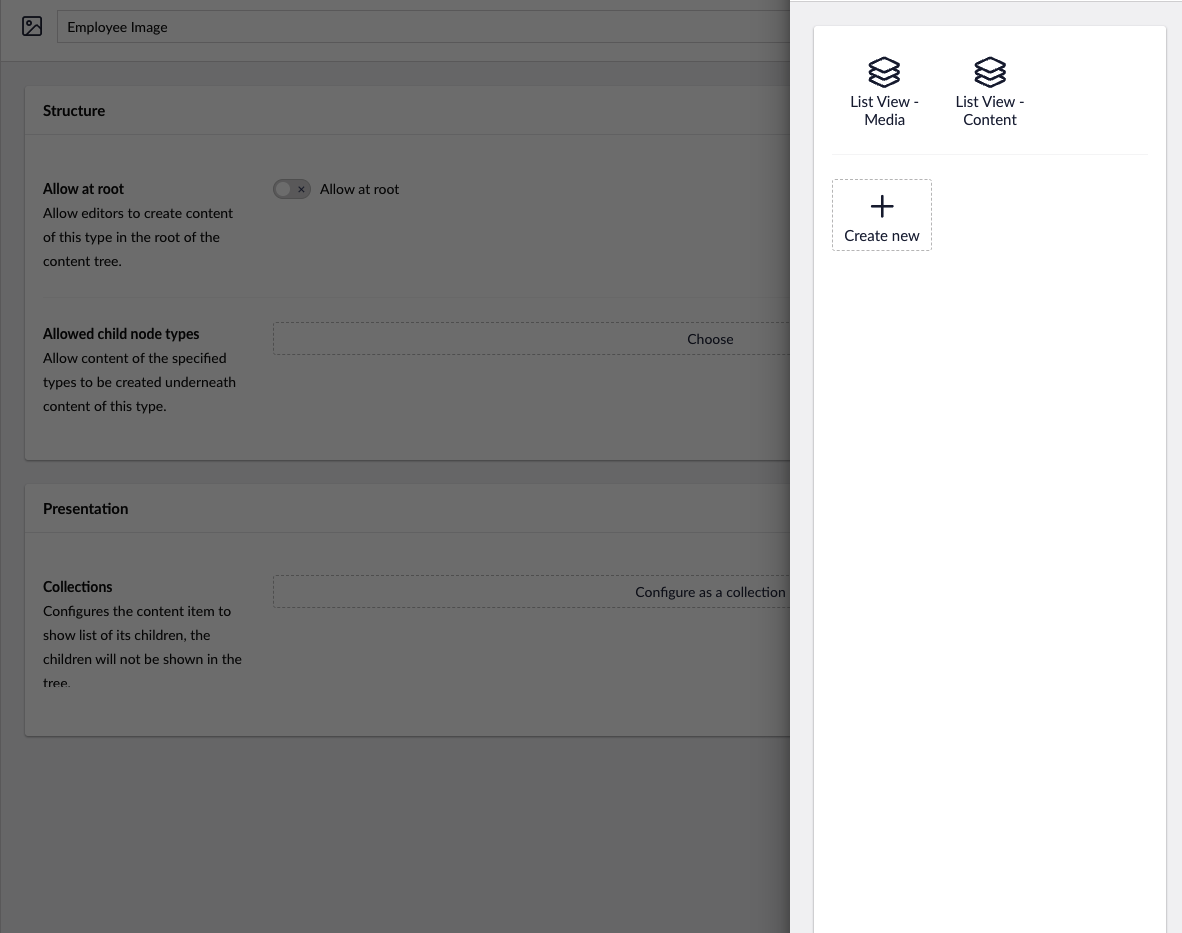 Employee Image
Structure
Allow at root
Allow editors to create content
of this type in the root of the
content tree.
Allow at root
Allowed child node types
Allow content of the specified
types to be created underneath
content of this type.
Choose
Presentation
Collections
Configures the content item to
show list of its children, the
children will not be shown in the
tree.
Configure as a collection
List View -
Media
List View -
Content
Create new